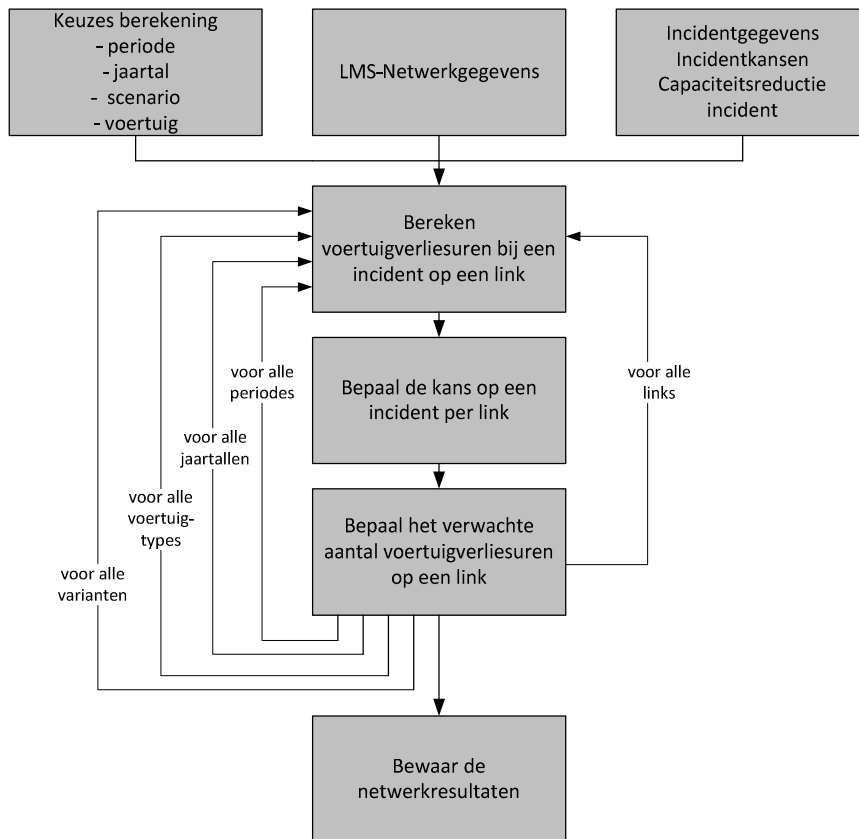 Keuzes berekening
- periode
- jaartal
- scenario
- voertuig
LMS-Netwerkgegevens
Incidentgegevens
Incidentkansen
Capaciteitsreductie
incident
Bereken
voertuigverliesuren bij een
incident op een link
voor alle
periodes
Bepaal de kans op een
incident per link
voor alle
links
voor alle
jaartallen
voor alle
voertuig-
types
Bepaal het verwachte
aantal voertuigverliesuren
op een link
voor alle
varianten
Bewaar de
netwerkresultaten